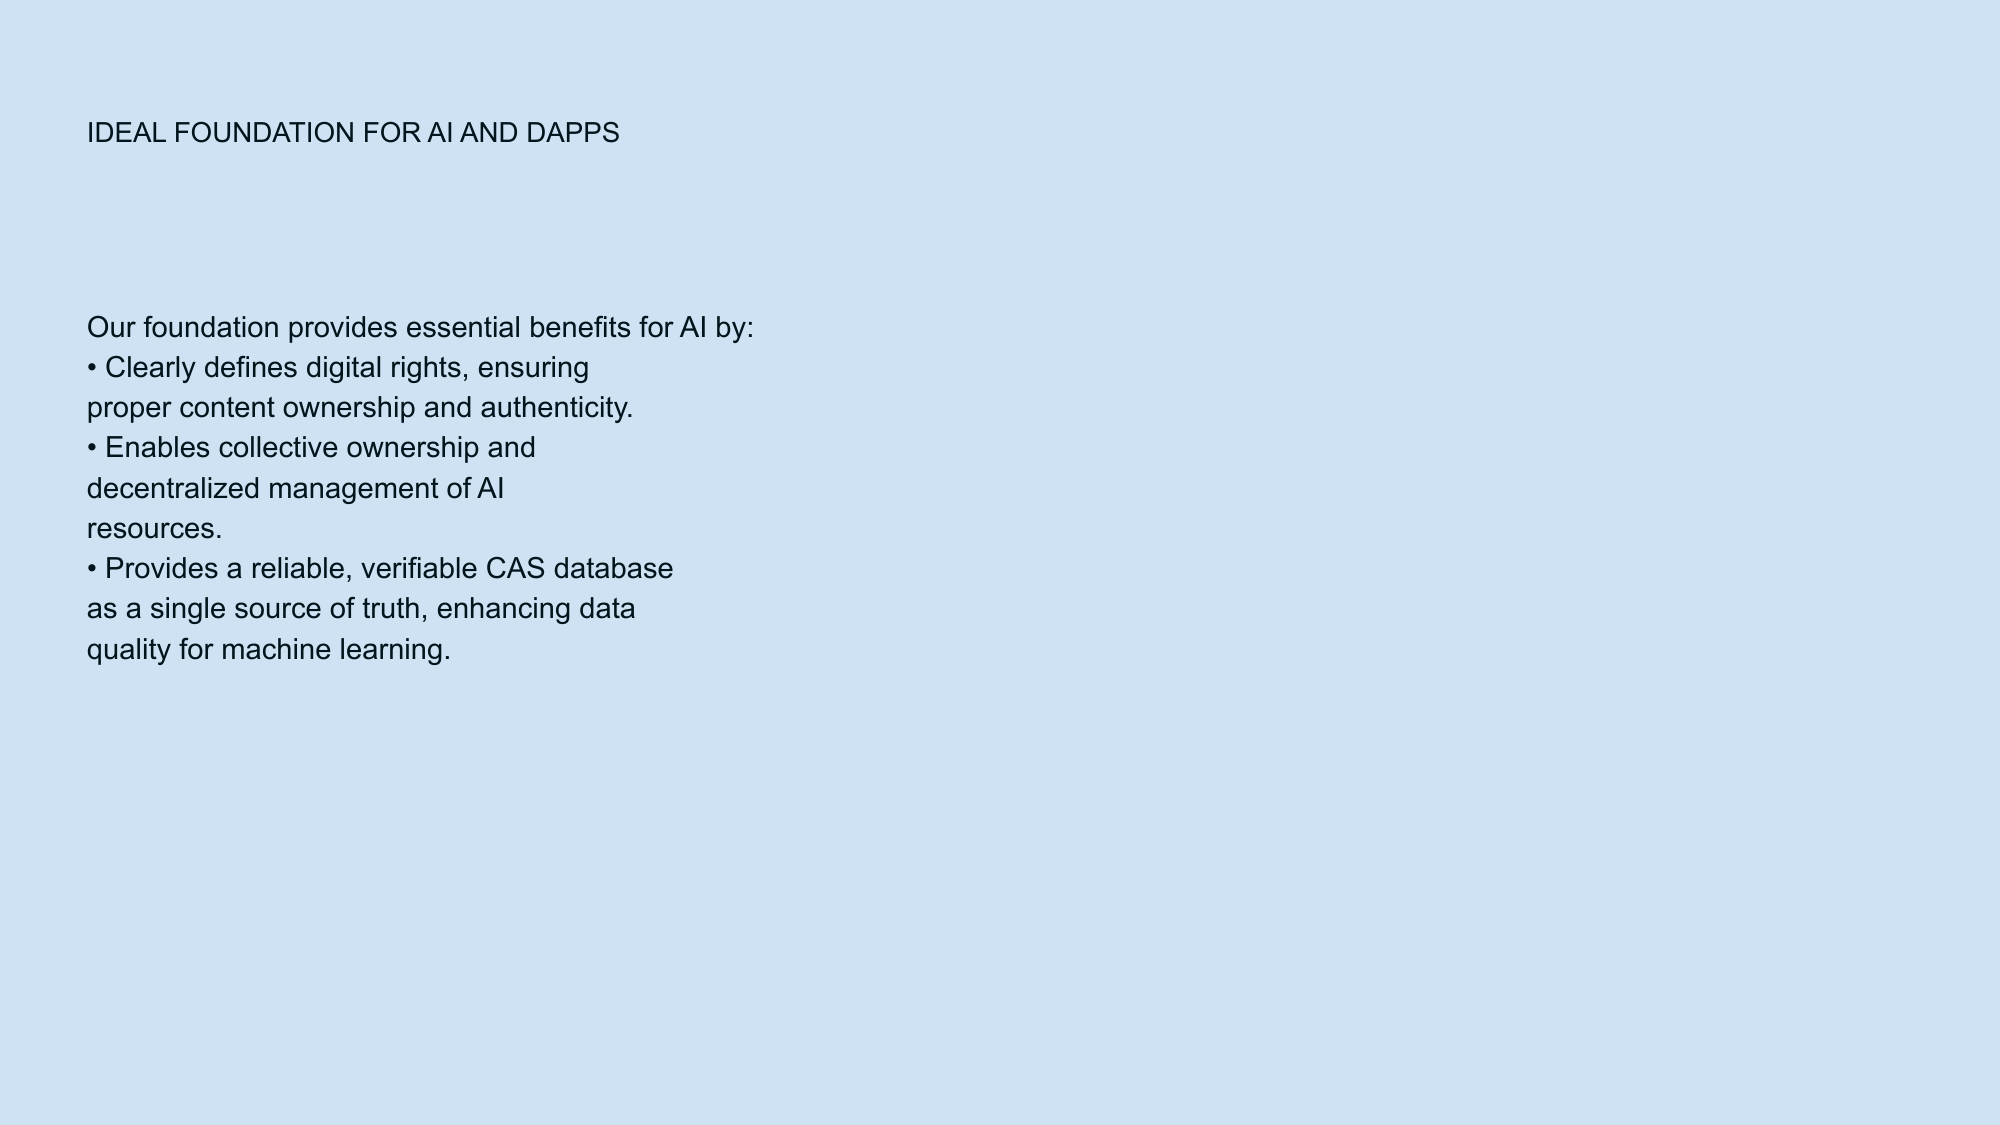 IDEAL FOUNDATION FOR AI AND DAPPS
Our foundation provides essential benefits for AI by:
• Clearly defines digital rights, ensuring
proper content ownership and authenticity.
• Enables collective ownership and
decentralized management of AI
resources.
• Provides a reliable, verifiable CAS database
as a single source of truth, enhancing data
quality for machine learning.